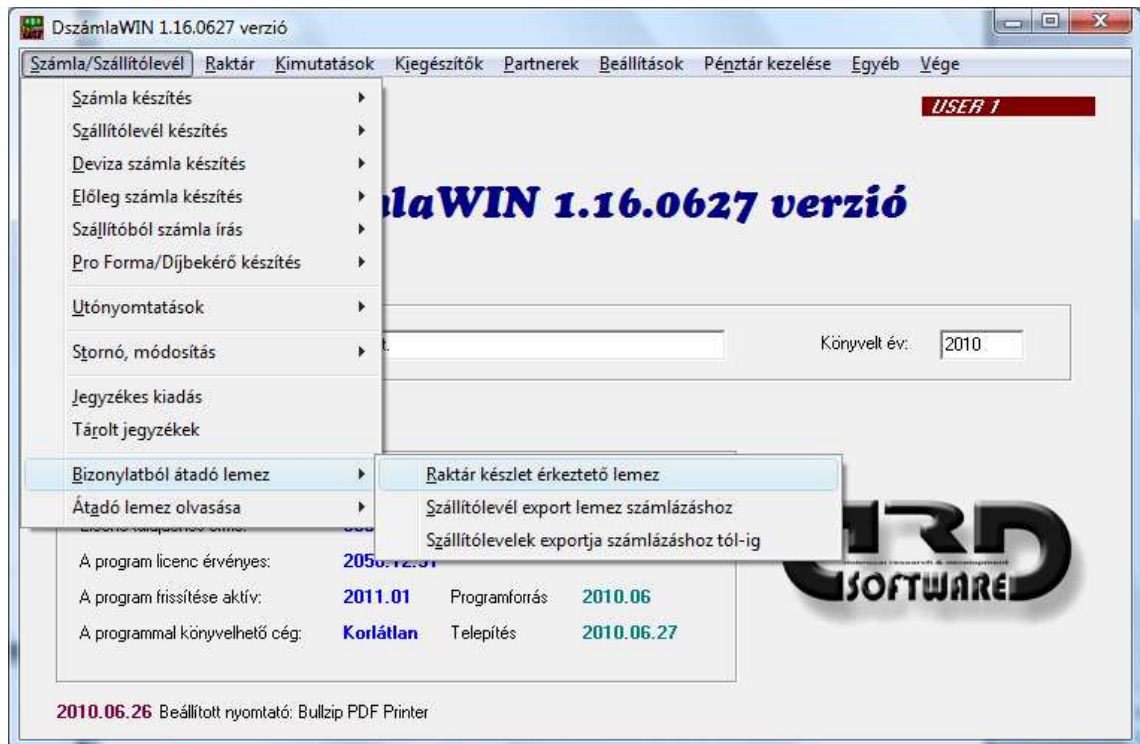 DszámlaWIN 1.16.0627 verzió
Számla/Szállítólevél Raktár Kimutatások Kiegészítők Partnerek Beállítások Pénztár kezelése Egyéb Vége
USER 1
Számla készítés
Szállítólevél készítés
Deviza számla készítés
Előleg számla készítés
Szállítóból számla írás
Pro Forma/Díjbekérő készítés
Utónyomtatások
Stornó, módosítás
Jegyzékes kiadás
Tárolt jegyzékek
Bizonylatból átadó lemez
Átadó lemez olvasása
Raktár készlet érkeztető lemez
Szállítólevél export lemez számlázáshoz
Szállítólevelek exportja számlázáshoz tól-ig
WIN 1.16.0627 verzió
Könyvelt év: 2010
A program licenc érvényes: 2050.12.31
A program frissítése aktív: 2011.01 Programforrás 2010.06
A programmal könyvelhető cég: Korlátlan Telepítés 2010.06.27
SOFTWARE
2010.06.26 Beállított nyomtató: Bullzip PDF Printer